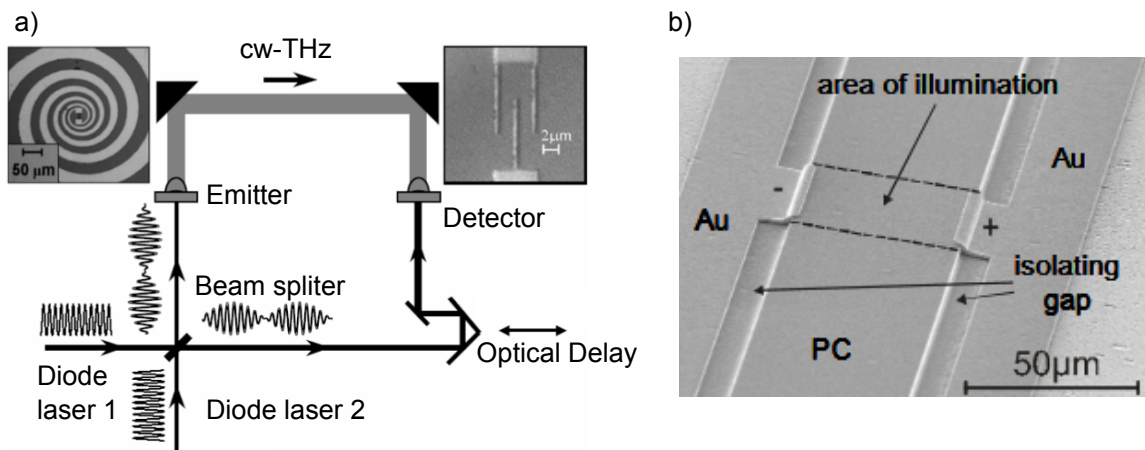 a)
cw-THz
50 µm
2µm
Emitter
Detector
Beam spliter
Optical Delay
Diode
laser 1
Diode laser 2
b)
area of illumination
Au
-
Au
+
isolating
gap
PC
50µm